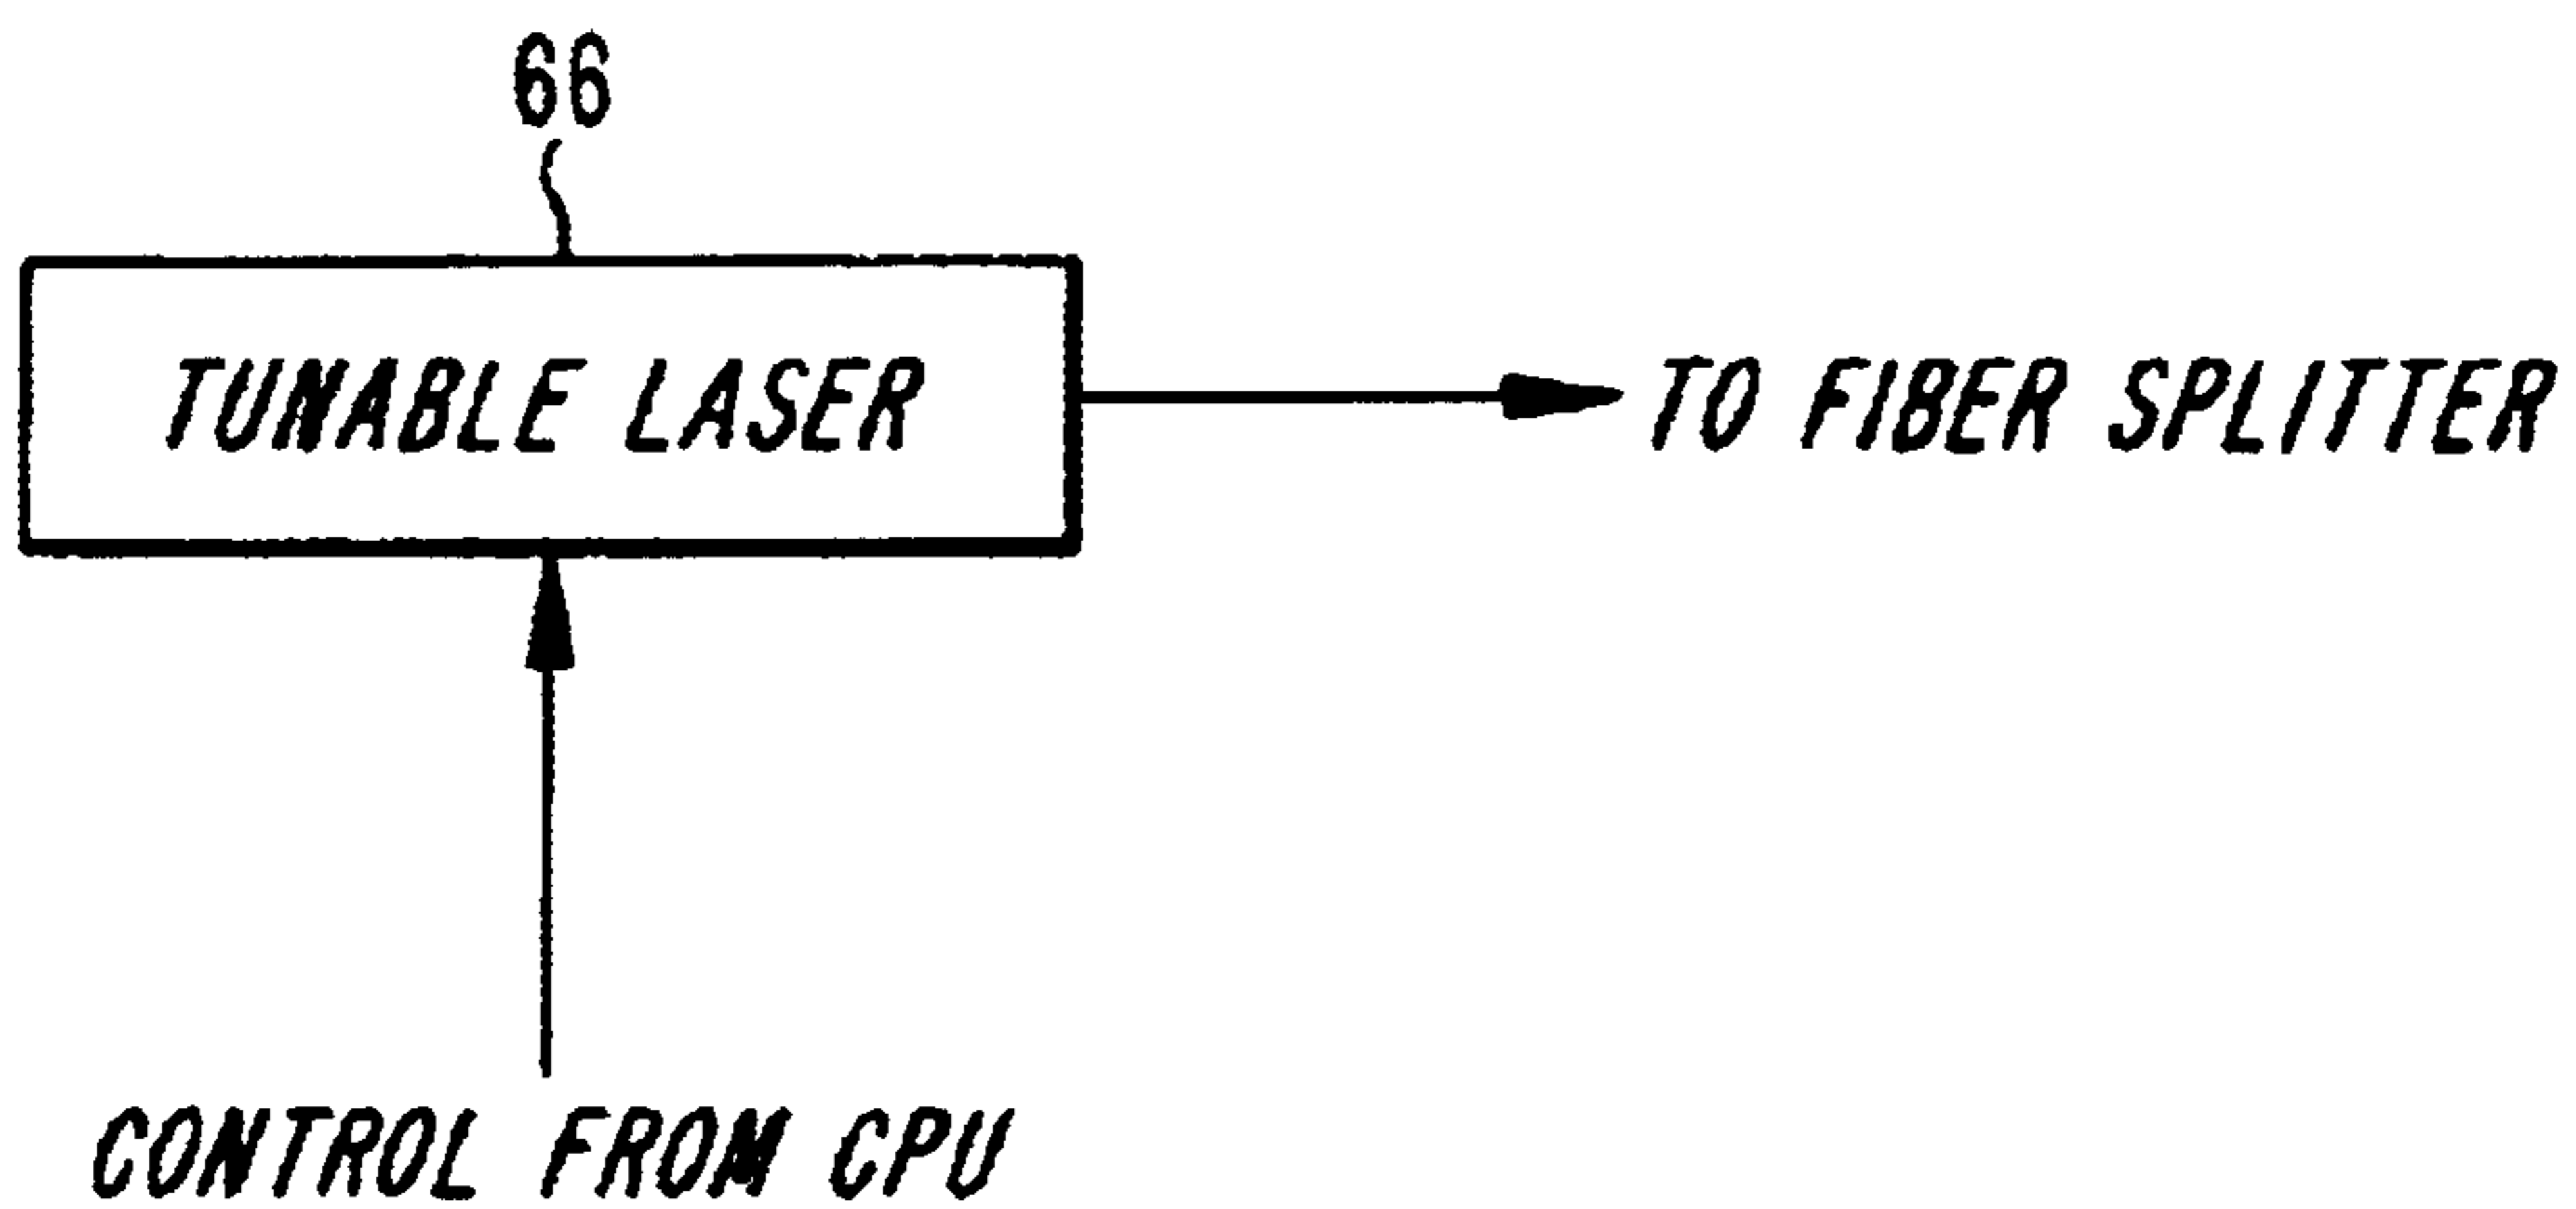 66
TUNABLE LASER
TO FIBER SPLITTER
CONTROL FROM CPU